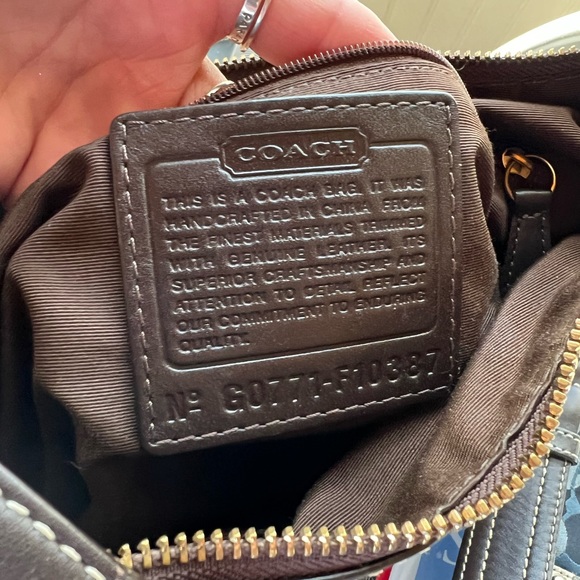 COACH
THIS IS A COACH BAG. IT WAS
HANDCRAFTED IN CHINA FROM
THE FINEST MATERIALS TRIMMED
WITH GENUINE LEATHER. ITS
SUPERIOR CRAFTSMANSHIP AND
ATTENTION TO DETAIL REFLECT
OUR COMMITMENT TO ENDURING
QUALITY.
Nº G0771-F10387